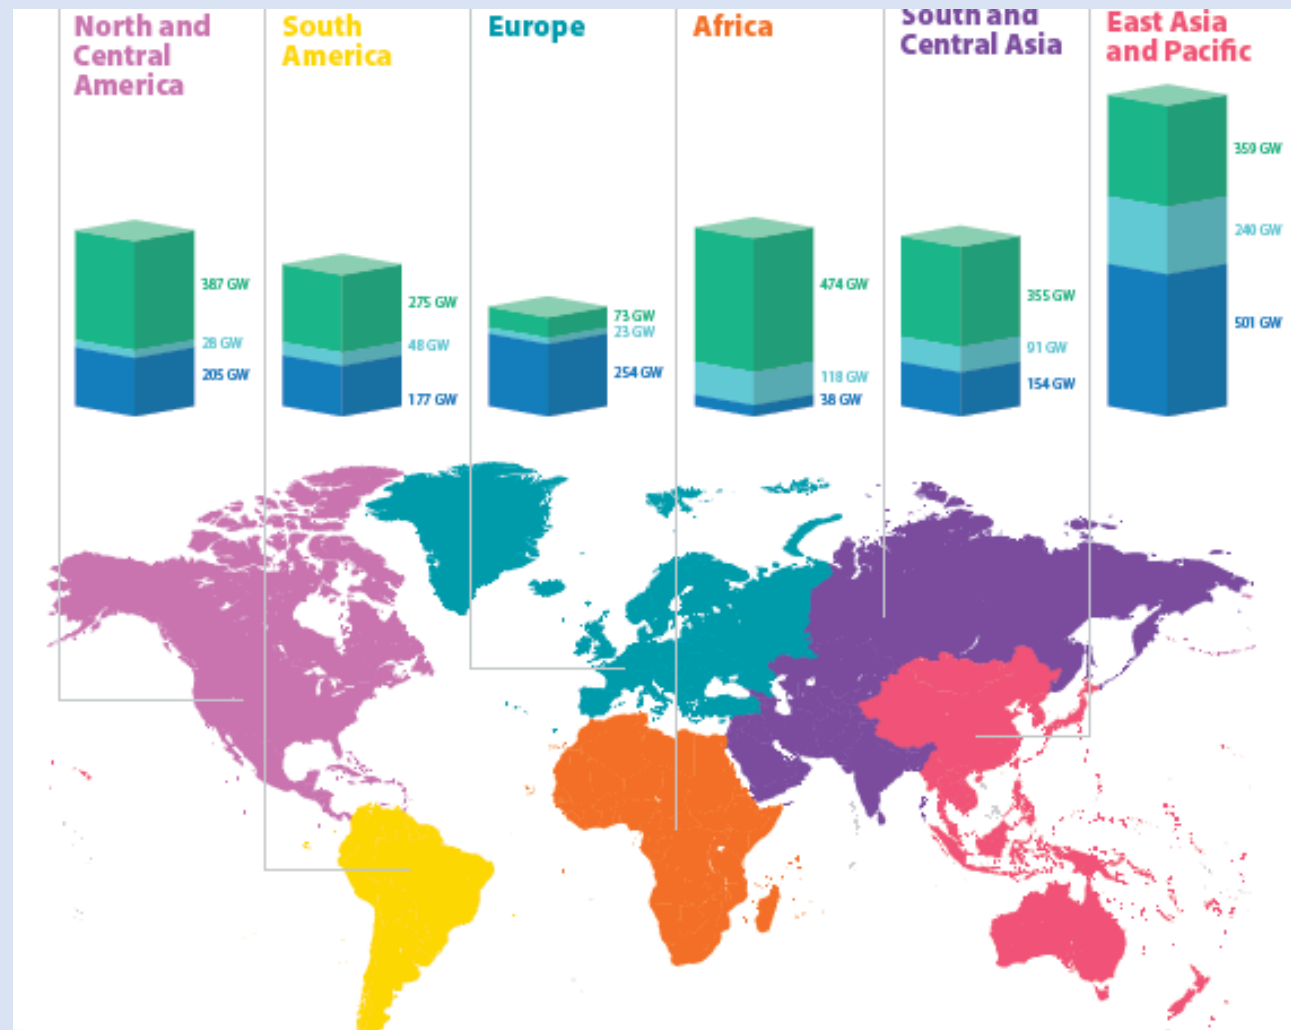 North and
Central
America
387 GW
28 GW
205 GW
South
America
275 GW
48 GW
177 GW
Europe
73 GW
23 GW
254 GW
Africa
474 GW
118 GW
38 GW
South and
Central Asia
355 GW
91 GW
154 GW
East Asia
and Pacific
359 GW
240 GW
501 GW